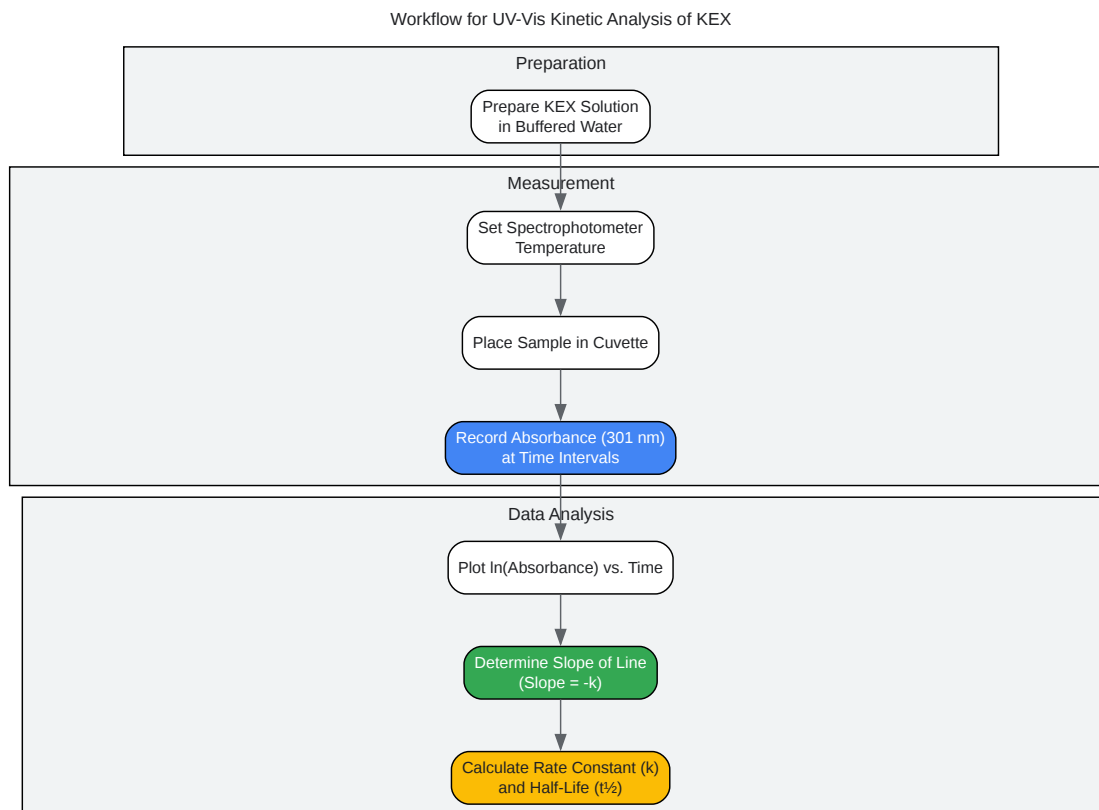 Workflow for UV-Vis Kinetic Analysis of KEX
Preparation
Prepare KEX Solution
in Buffered Water
Measurement
Set Spectrophotometer
Temperature
Place Sample in Cuvette
Record Absorbance (301 nm)
at Time Intervals
Data Analysis
Plot ln(Absorbance) vs. Time
Determine Slope of Line
(Slope = -k)
Calculate Rate Constant (k)
and Half-Life (t½)